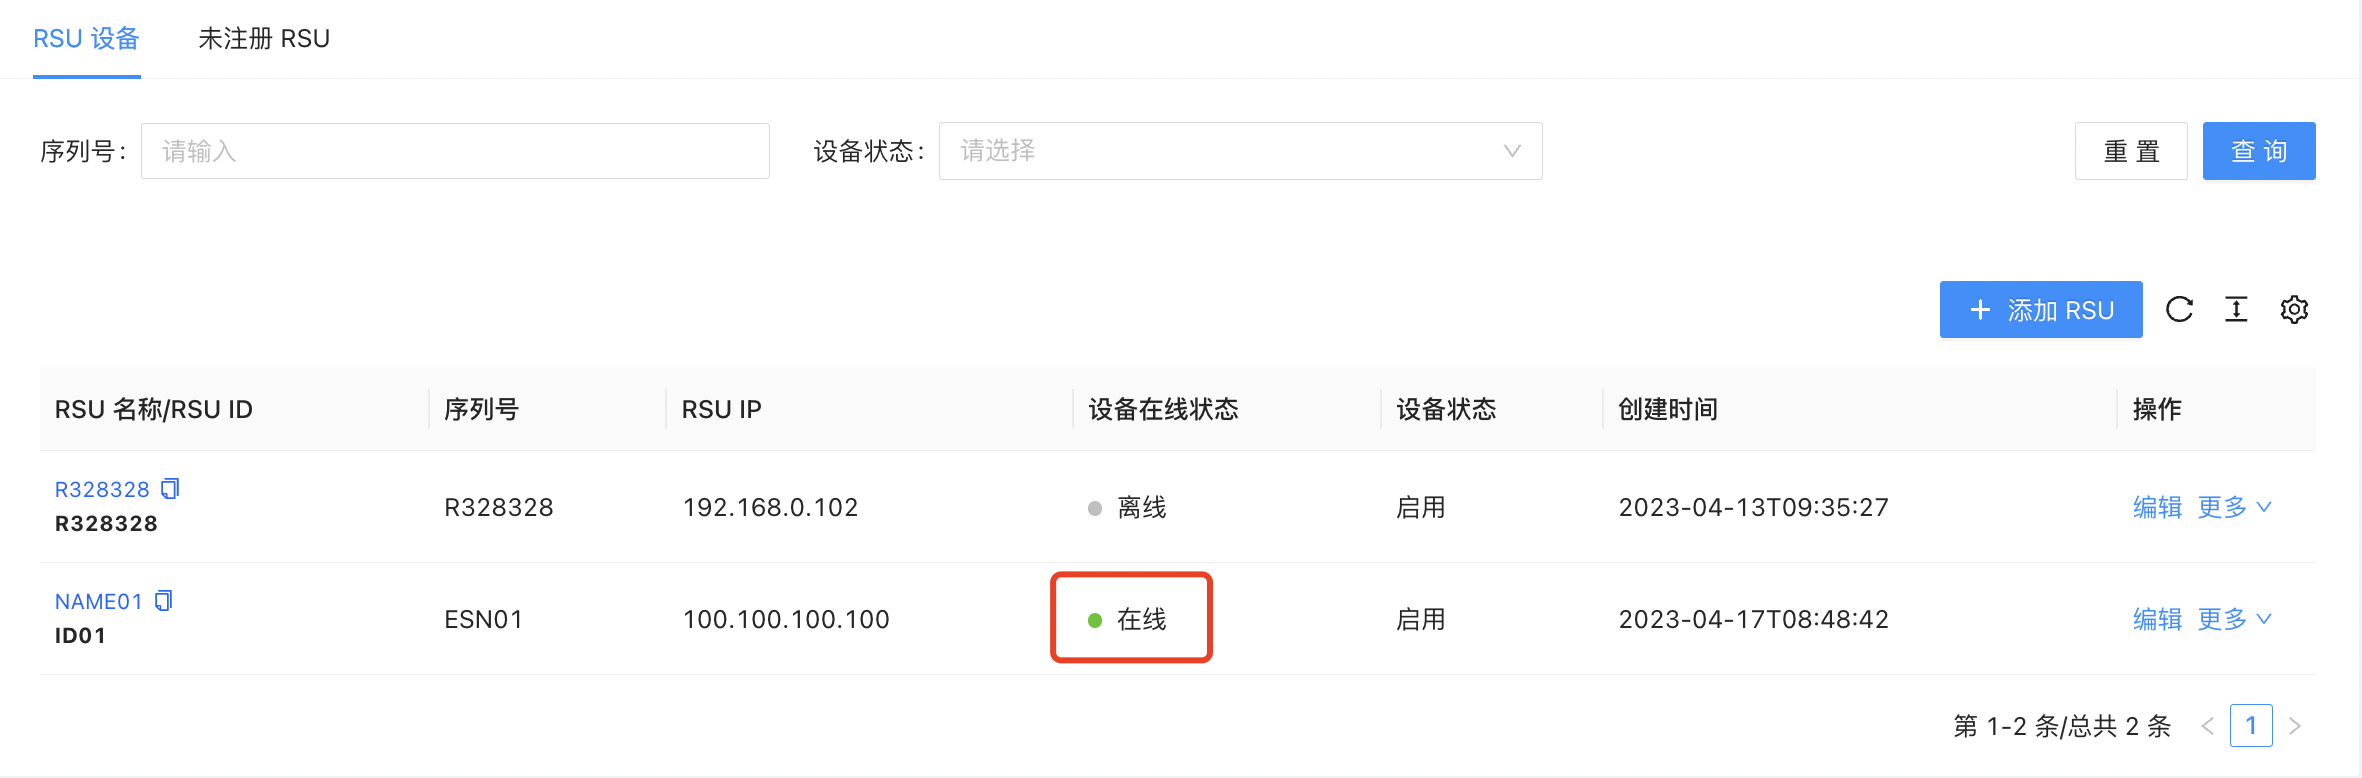 RSU 设备 未注册 RSU
序列号: 请输入 设备状态: 请选择 重 置 查 询
添加 RSU
RSU 名称/RSU ID 序列号 RSU IP 设备在线状态 设备状态 创建时间 操作
R328328
R328328 R328328 192.168.0.102 离线 启用 2023-04-13T09:35:27 编辑 更多
NAME01
ID01 ESN01 100.100.100.100 在线 启用 2023-04-17T08:48:42 编辑 更多
第 1-2 条/总共 2 条 1